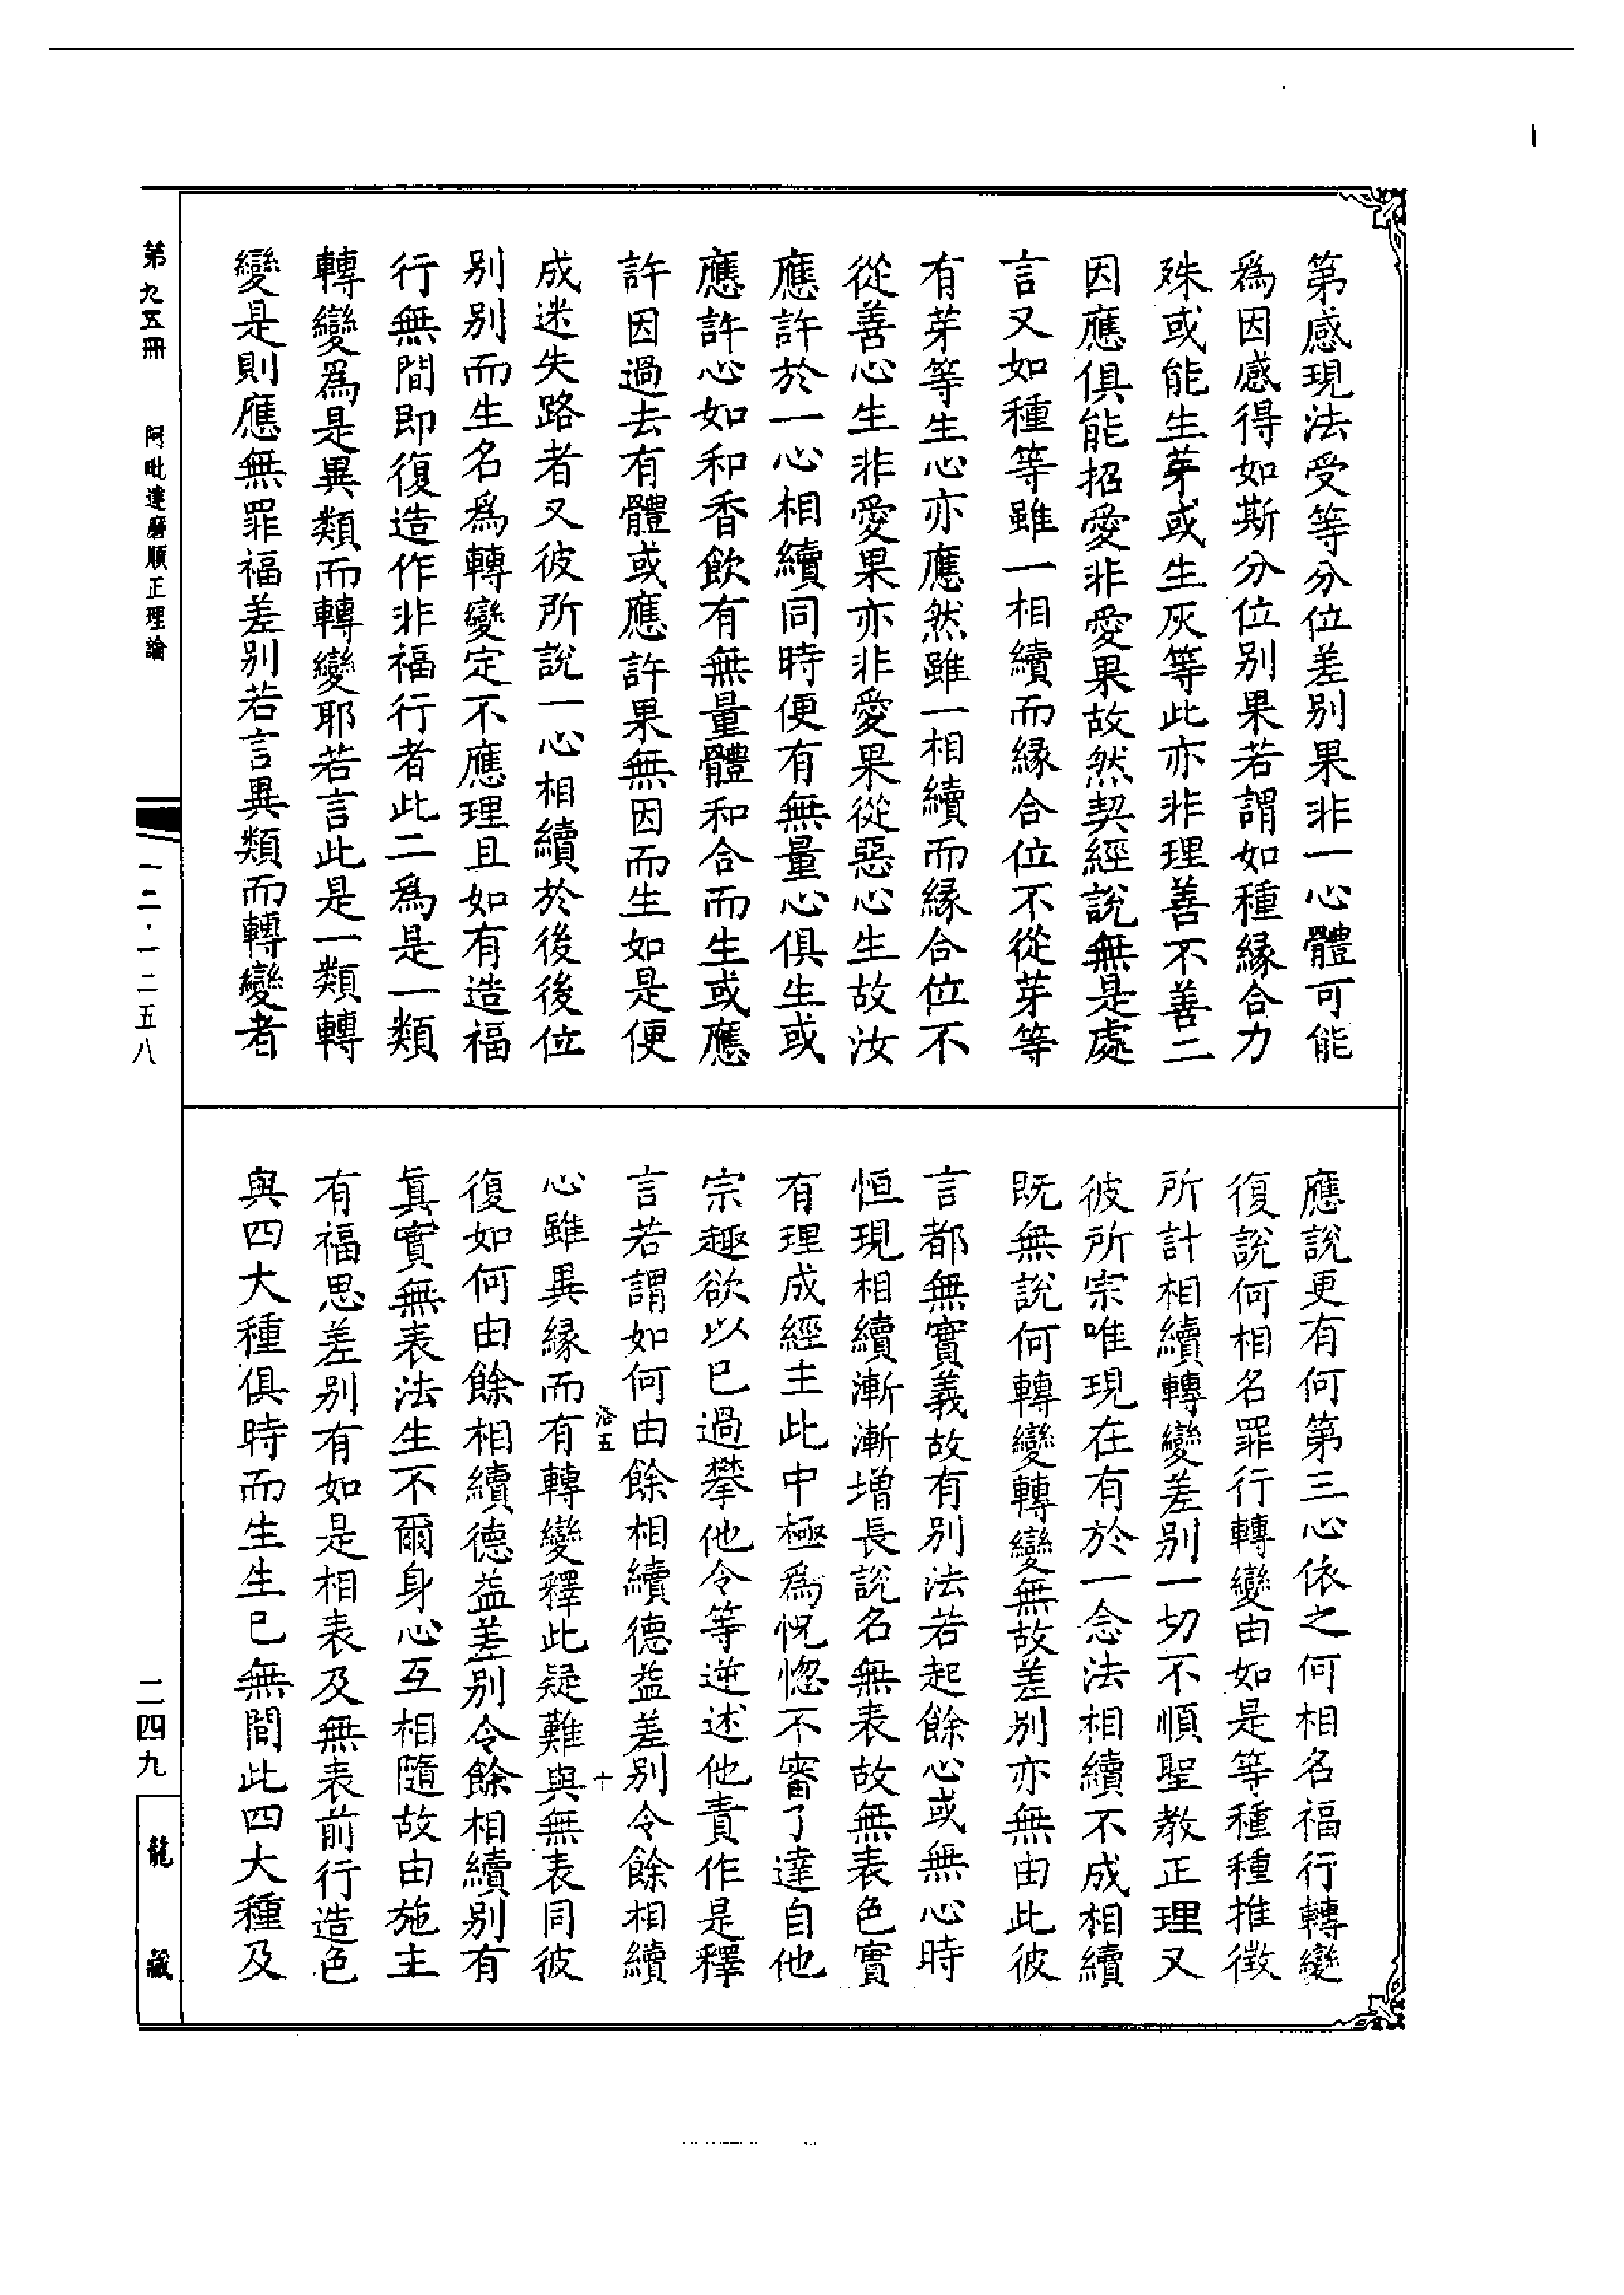 第感現法受等分位差別果非一心體可能
爲因感得如斯分位別果若謂如種緣合力
殊或能生芽或生灰等此亦非理善不善二
因應俱能招愛非愛果故然契經說無是處
言又如種等雖一相續而緣合位不從芽等
有芽等生心亦應然雖一相續而緣合位不
從善心生非愛果亦非愛果從惡心生故汝
應許於一心相續同時便有無量心俱生或
應許心如和香飲有無量體和合而生或應
許因過去有體或應許果無因而生如是便
成迷失路者又彼所說一心相續於後後位
別別而生名爲轉變定不應理且如有造福
行無間即復造作非福行者此二爲是一類
轉變爲是異類而轉變耶若言此是一類轉
變是則應無罪福差別若言異類而轉變者
應說更有何第三心依之何相名福行轉變
復說何相名罪行轉變由如是等種種推徵
所計相續轉變差別一切不順聖教正理又
彼所宗唯現在有於一念法相續不成相續
既無說何轉變轉變無故差別亦無由此彼
言都無實義故有別法若起餘心或無心時
恒現相續漸漸增長說名無表故無表色實
有理成經主此中極爲怳惚不審了達自他
宗趣欲以已過攀他令等逆述他責作是釋
言若謂如何由餘相續德益差別令餘相續
心雖異緣而有轉變釋此疑難與無表同彼
復如何由餘相續德益差別令餘相續別有
真實無表法生不爾身心互相隨故由施主
有福思差別有如是相表及無表前行造色
與四大種俱時而生生已無間此四大種及
洛五
十
第九五冊
阿毗達磨順正理論
一二·一二五八
二四九
龍藏